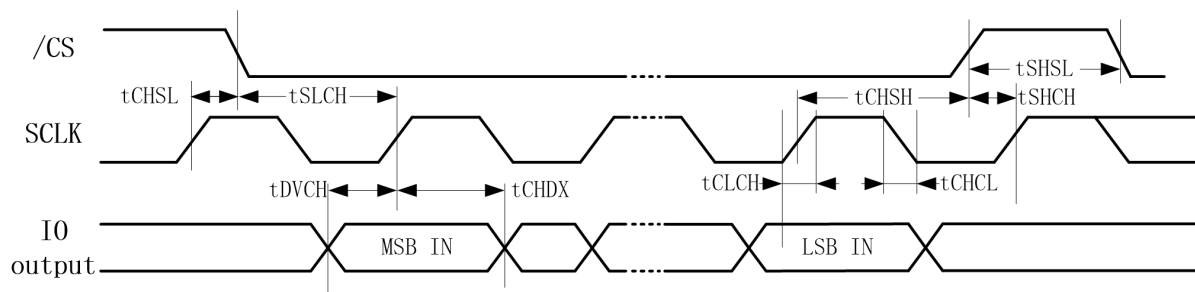 /CS
tSHSL
tCHSL
tSLCH
tCHSH
tSHCH
SCLK
tDVCH
tCHDX
tCLCH
tCHCL
IO
output
MSB IN
LSB IN